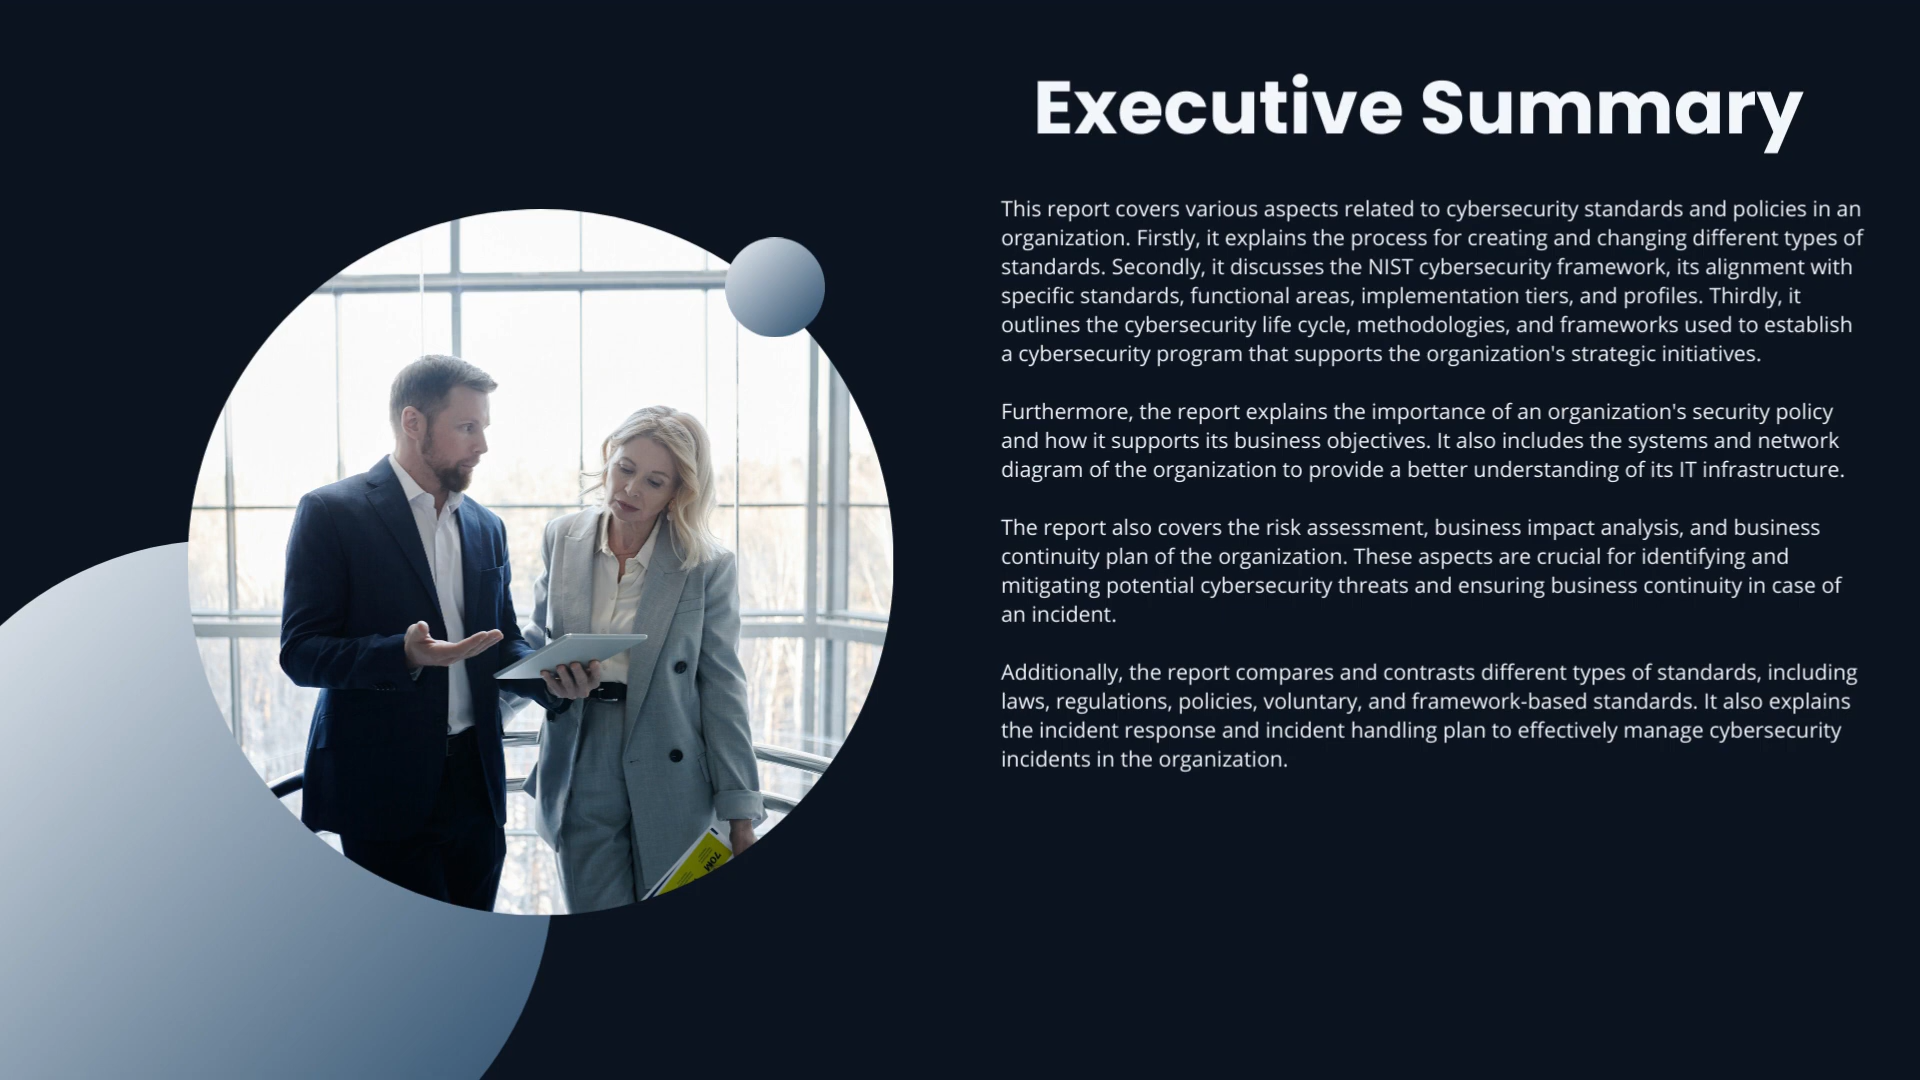 Executive Summary
This report covers various aspects related to cybersecurity standards and policies in an
organization. Firstly, it explains the process for creating and changing different types of
standards. Secondly, it discusses the NIST cybersecurity framework, its alignment with
specific standards, functional areas, implementation tiers, and profiles. Thirdly, it
outlines the cybersecurity life cycle, methodologies, and frameworks used to establish
a cybersecurity program that supports the organization's strategic initiatives.
Furthermore, the report explains the importance of an organization's security policy
and how it supports its business objectives. It also includes the systems and network
diagram of the organization to provide a better understanding of its IT infrastructure.
The report also covers the risk assessment, business impact analysis, and business
continuity plan of the organization. These aspects are crucial for identifying and
mitigating potential cybersecurity threats and ensuring business continuity in case of
an incident.
Additionally, the report compares and contrasts different types of standards, including
laws, regulations, policies, voluntary, and framework-based standards. It also explains
the incident response and incident handling plan to effectively manage cybersecurity
incidents in the organization.